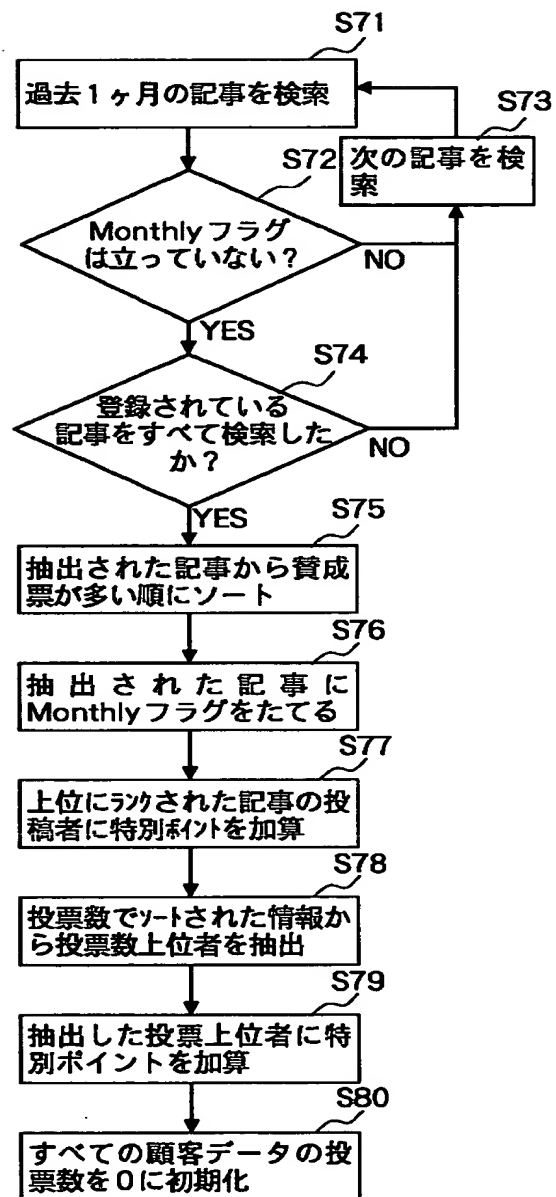 S71
過去1ヶ月の記事を検索
S73
次の記事を検
索
S72
Monthlyフラグ
は立っていない?
NO
YES
S74
登録されている
記事をすべて検索した
か?
NO
YES
S75
抽出された記事から賛成
票が多い順にソート
S76
抽出された記事に
Monthlyフラグをたてる
S77
上位にランクされた記事の投
稿者に特別ポイントを加算
S78
投票数でソートされた情報か
ら投票数上位者を抽出
S79
抽出した投票上位者に特
別ポイントを加算
S80
すべての顧客データの投
票数を0に初期化